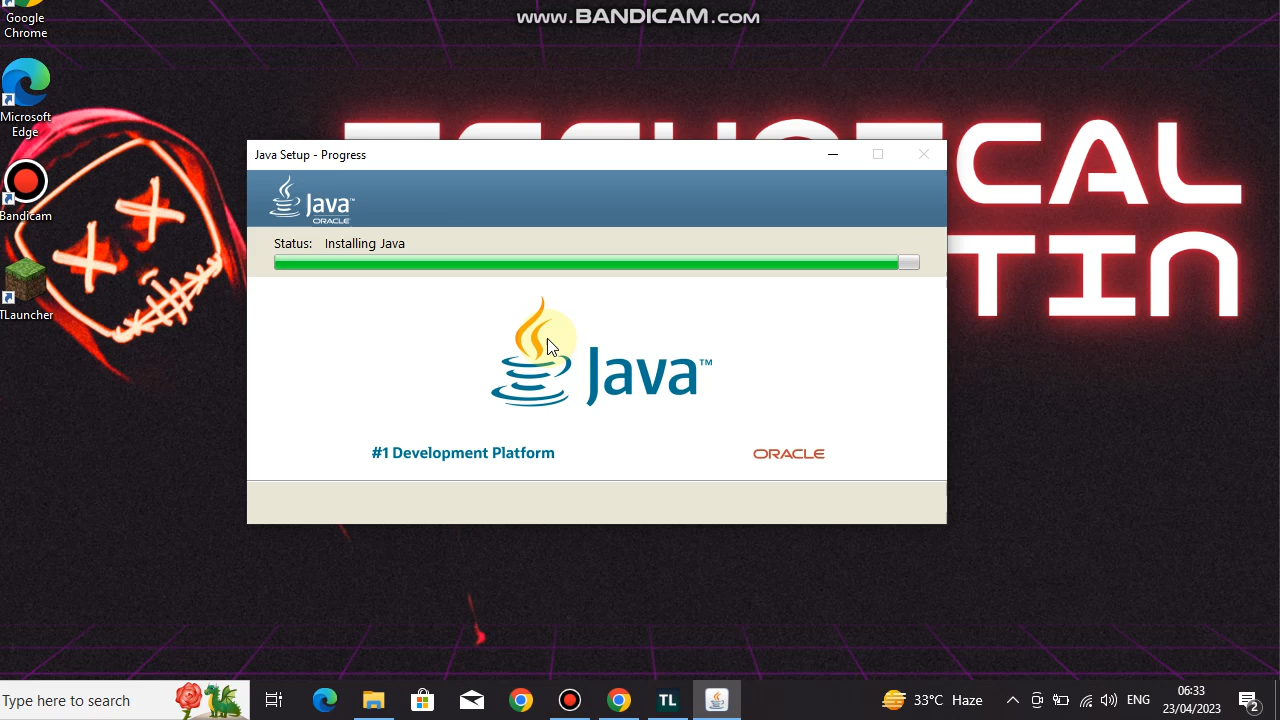 www.BANDICAM.com
Google
Chrome
Microsoft
Edge
Bandicam
TLauncher
CAL
TIN
Java Setup - Progress
Java™
ORACLE
Status: Installing Java
Java™
#1 Development Platform
ORACLE
Type here to search
TL
33°C Haze
ENG
06:33
23/04/2023
2